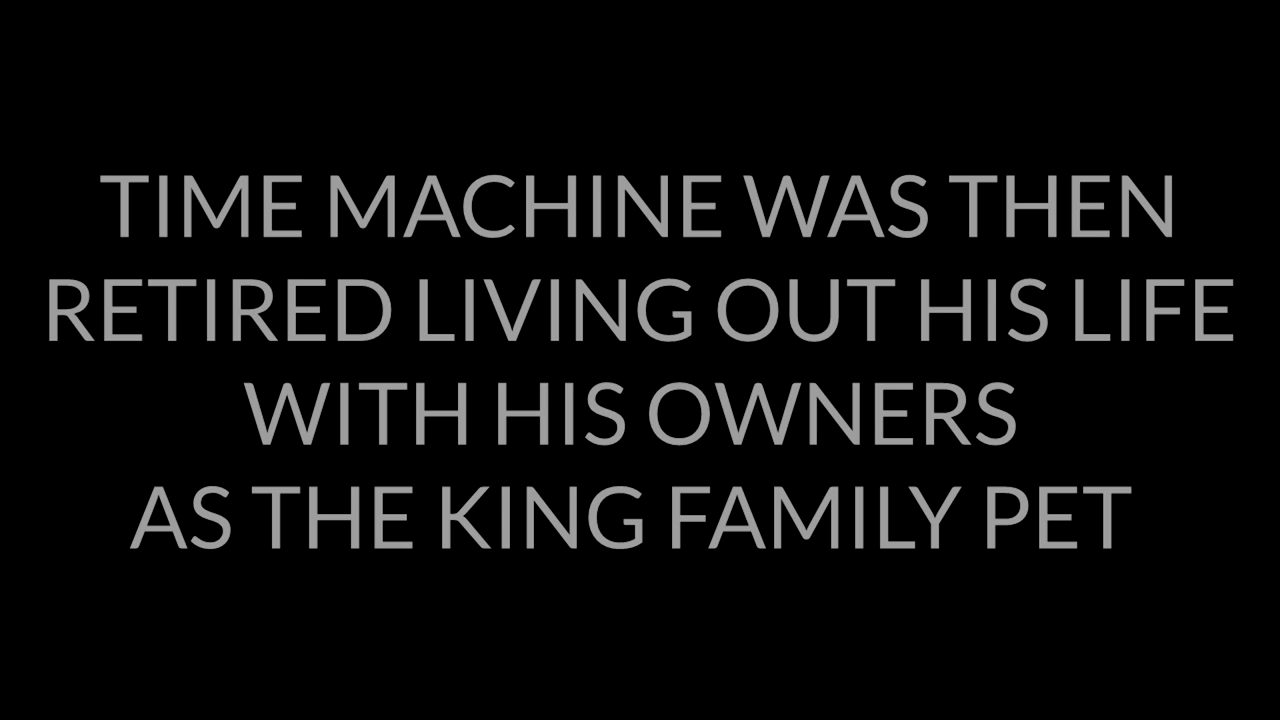 TIME MACHINE WAS THEN
RETIRED LIVING OUT HIS LIFE
WITH HIS OWNERS
AS THE KING FAMILY PET